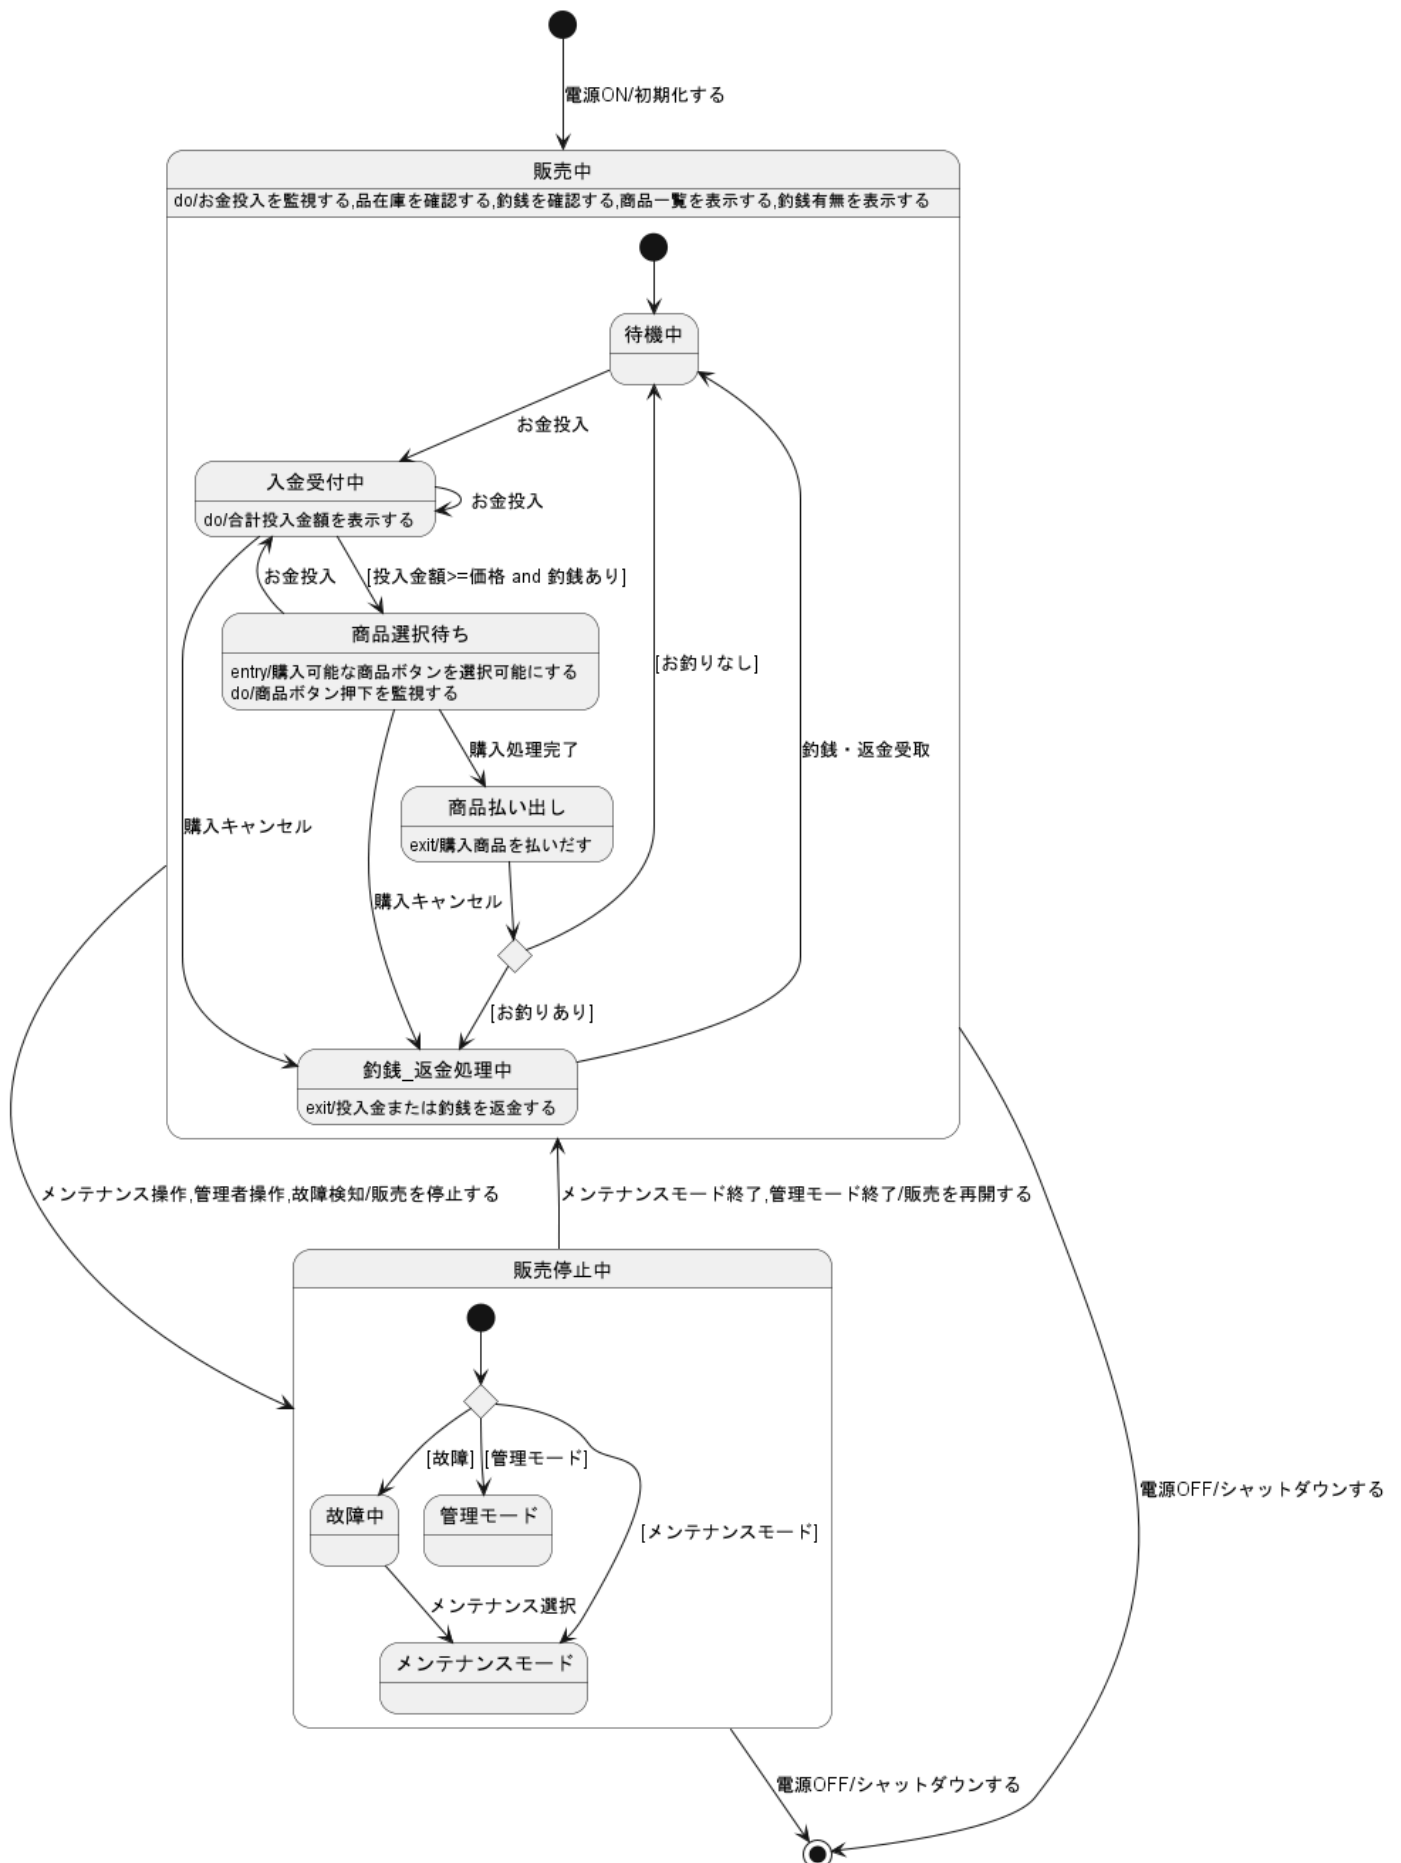 電源ON/初期化する
販売中
do/お金投入を監視する,品在庫を確認する,釣銭を確認する,商品一覧を表示する,釣銭有無を表示する
待機中
お金投入
入金受付中
do/合計投入金額を表示する
お金投入
お金投入
[投入金額>=価格 and 釣銭あり]
商品選択待ち
entry/購入可能な商品ボタンを選択可能にする
do/商品ボタン押下を監視する
[お釣りなし]
購入処理完了
釣銭・返金受取
商品払い出し
exit/購入商品を払いだす
購入キャンセル
購入キャンセル
[お釣りあり]
釣銭_返金処理中
exit/投入金または釣銭を返金する
メンテナンス操作,管理者操作,故障検知/販売を停止する
メンテナンスモード終了,管理モード終了/販売を再開する
販売停止中
[故障]
[管理モード]
故障中
管理モード
[メンテナンスモード]
電源OFF/シャットダウンする
メンテナンス選択
メンテナンスモード
電源OFF/シャットダウンする